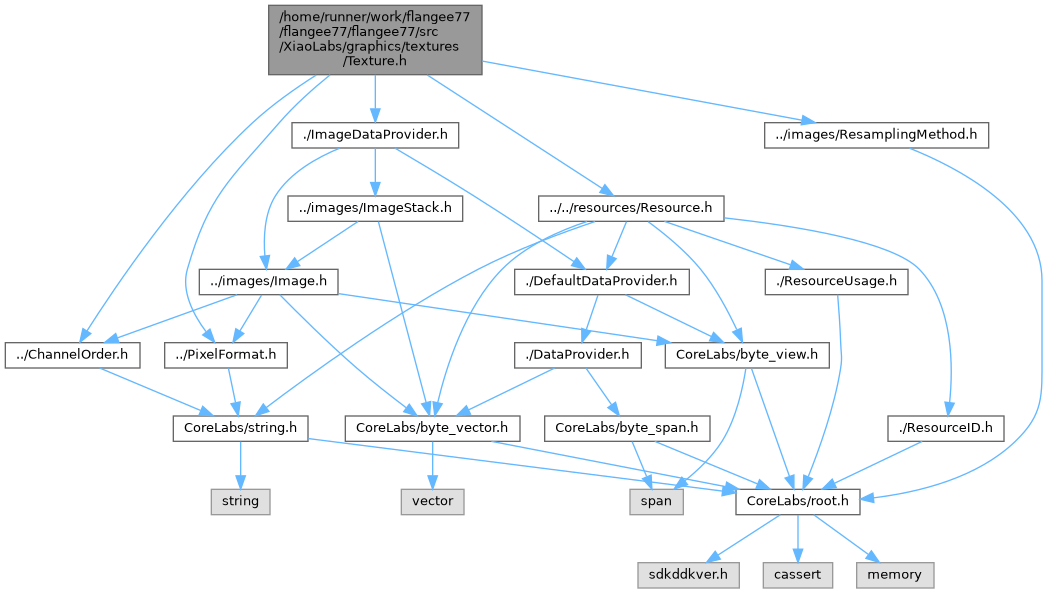 /home/runner/work/flangee77
/flangee77/flangee77/src
/XiaoLabs/graphics/textures
/Texture.h
./ImageDataProvider.h
../images/ResamplingMethod.h
../images/ImageStack.h
../../resources/Resource.h
../images/Image.h
./DefaultDataProvider.h
./ResourceUsage.h
../ChannelOrder.h
../PixelFormat.h
./DataProvider.h
CoreLabs/byte_view.h
CoreLabs/string.h
CoreLabs/byte_vector.h
CoreLabs/byte_span.h
./ResourceID.h
string
vector
span
CoreLabs/root.h
sdkddkver.h
cassert
memory